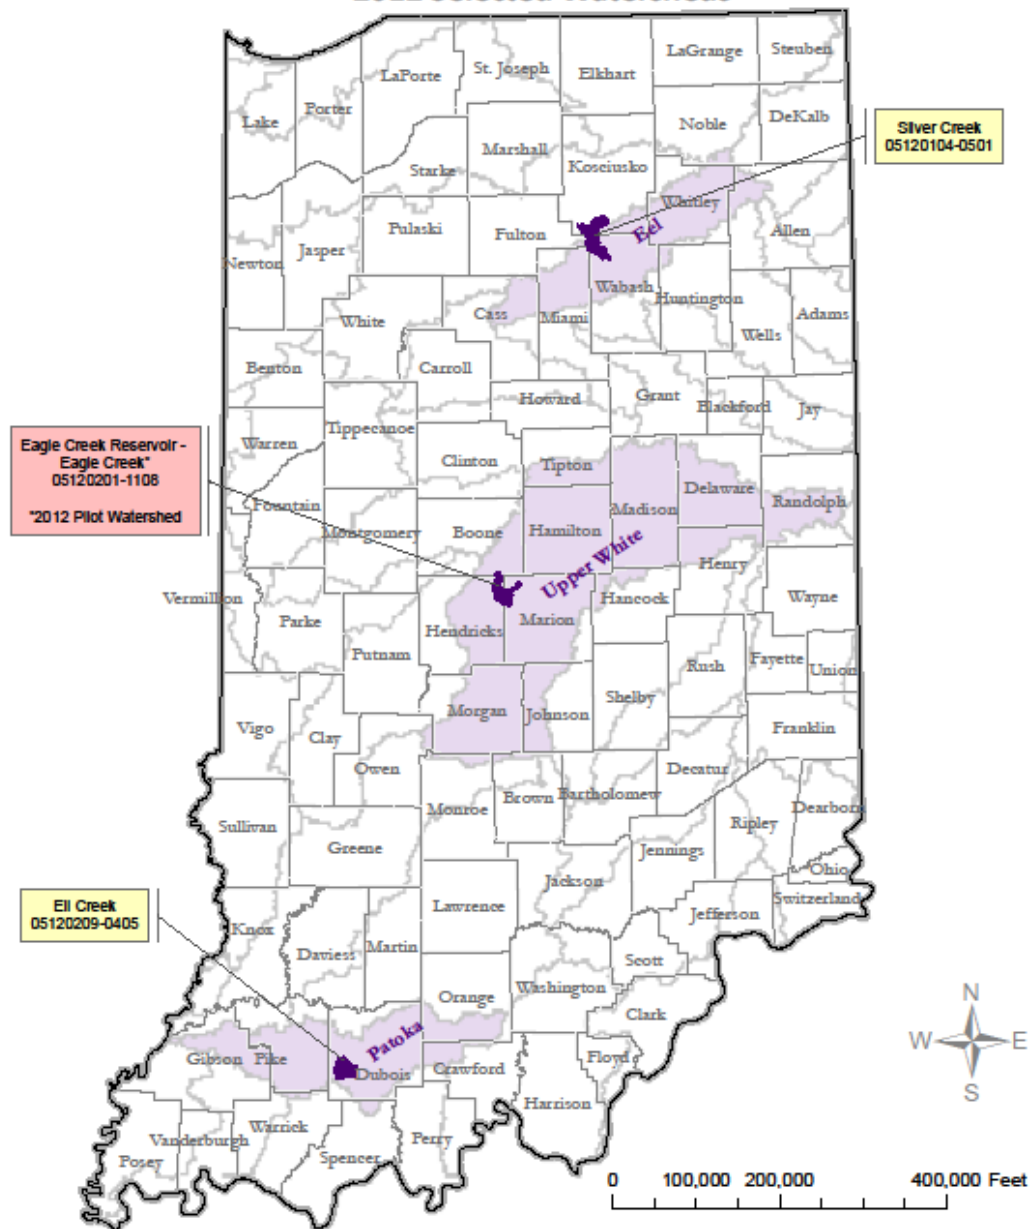 LaGrange
Steuben
St. Joseph
Elkhart
LaPorte
Porter
Lake
Noble
DeKalb
Silver Creek
05120104-0501
Marshall
Kosciusko
Starke
Whitley
Pulaski
Fulton
Eel
Allen
Jasper
Newton
Wabash
Huntington
Cass
Miami
White
Adams
Wells
Benton
Carroll
Grant
Howard
Blackford
Jay
Tippecanoe
Warren
Eagle Creek Reservoir -
Eagle Creek*
05120201-1108
*2012 Pilot Watershed
Clinton
Tipton
Delaware
Randolph
Fountain
Madison
Montgomery
Boone
Hamilton
Upper White
Henry
Vermillion
Hancock
Wayne
Parke
Marion
Hendricks
Putnam
Rush
Fayette
Union
Shelby
Morgan
Johnson
Vigo
Clay
Franklin
Owen
Decatur
Monroe
Brown
Bartholomew
Dearborn
Sullivan
Ripley
Greene
Jennings
Ohio
Jackson
Ell Creek
05120209-0405
Lawrence
Switzerland
Jefferson
Knox
Martin
Daviess
Scott
Washington
Orange
Clark
N
W E
S
Patoka
Gibson
Pike
Dubois
Crawford
Floyd
Harrison
Warrick
Vanderburgh
Perry
Posey
Spencer
0 100,000 200,000 400,000 Feet